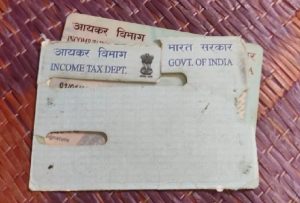 आयकर विभाग
आयकर विभाग
INCOME TAX DEPT.
भारत सरकार
GOVT. OF INDIA